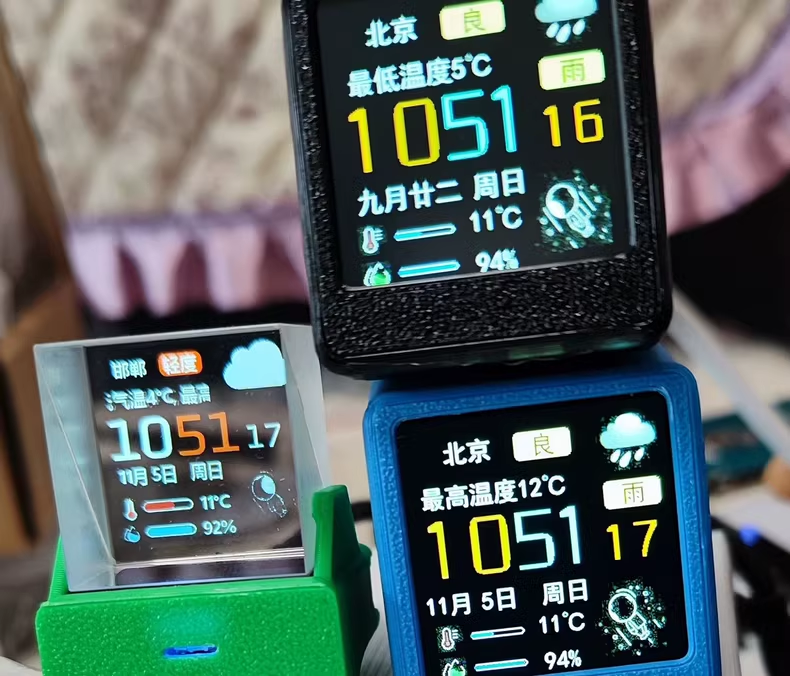 北京 良
最低温度5℃ 雨
1051 16
九月廿二 周日
11℃
94%
邯郸 轻度
气温4℃, 最高
1051 17
11月 5日 周日
11℃
92%
北京 良
最高温度12℃ 雨
1051 17
11月 5日 周日
11℃
94%